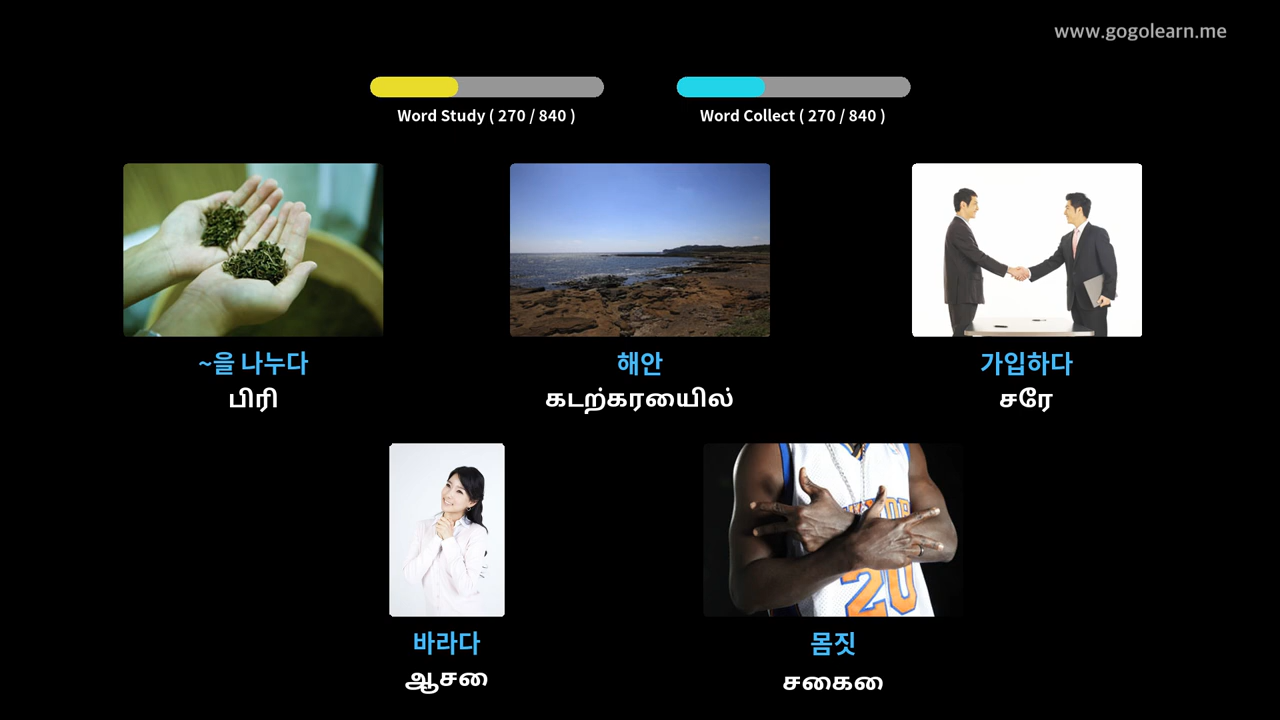 www.gogolearn.me
Word Study ( 270 / 840 )
Word Collect ( 270 / 840 )
~을 나누다
பிரி
해안
கடற்கரையில்
가입하다
சரே
바라다
ஆசை
몸짓
சைகை